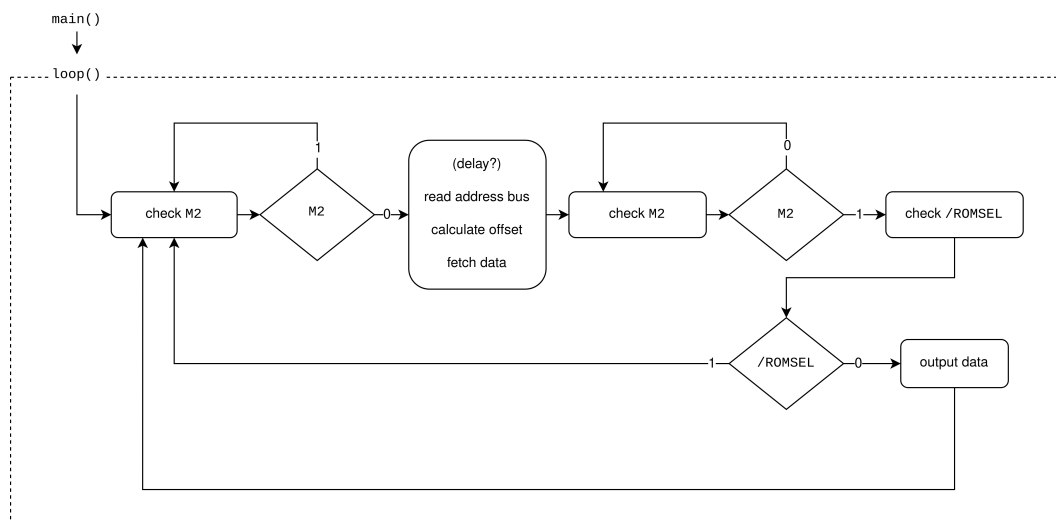 main()
loop()
check M2
1
M2
0
(delay?)
read address bus
calculate offset
fetch data
check M2
0
M2
1
check /ROMSEL
1
/ROMSEL
0
output data